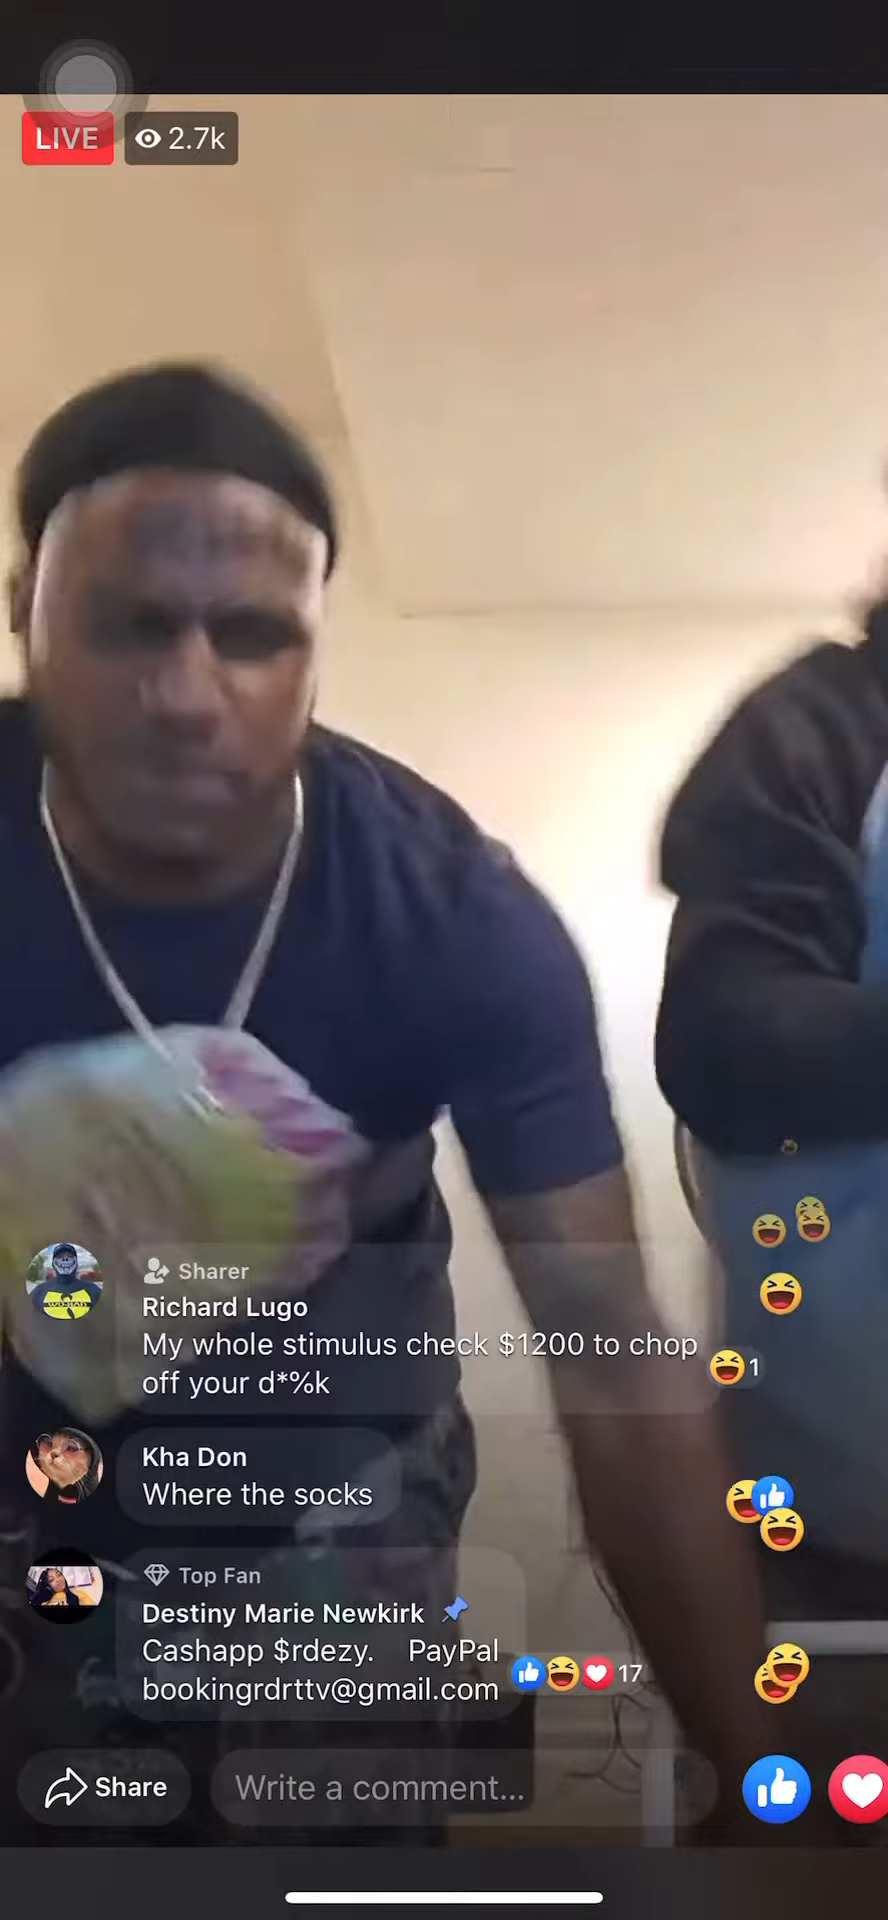 LIVE 2.7k
Sharer
Richard Lugo
My whole stimulus check $1200 to chop
off your d*%k
1
Kha Don
Where the socks
Top Fan
Destiny Marie Newkirk
Cashapp $rdezy. PayPal
bookingrdrttv@gmail.com
17
Share
Write a comment...